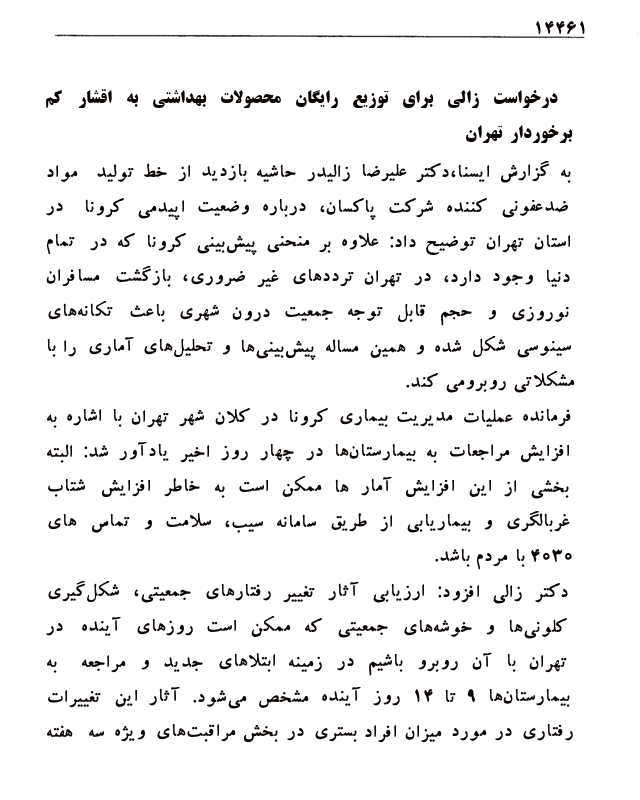 ۱۴۴۶۱
درخواست زالی برای توزیع رایگان محصولات بهداشتی به اقشار کم
برخوردار تهران
به گزارش ایسنا،دکتر علیرضا زالیدر حاشیه بازدید از خط تولید مواد
ضدعفونی کننده شرکت پاکسان، درباره وضعیت اپیدمی کرونا در
استان تهران توضیح داد: علاوه بر منحنی پیش‌بینی کرونا که در تمام
دنیا وجود دارد، در تهران ترددهای غیر ضروری، بازگشت مسافران
نوروزی و حجم قابل توجه جمعیت درون شهری باعث تکانه‌های
سینوسی شکل شده و همین مساله پیش‌بینی‌ها و تحلیل‌های آماری را با
مشکلاتی روبرومی کند.
فرمانده عملیات مدیریت بیماری کرونا در کلان شهر تهران با اشاره به
افزایش مراجعات به بیمارستان‌ها در چهار روز اخیر یادآور شد: البته
بخشی از این افزایش آمار ها ممکن است به خاطر افزایش شتاب
غربالگری و بیماریابی از طریق سامانه سیب، سلامت و تماس های
۴۰۳۰ با مردم باشد.
دکتر زالی افزود: ارزیابی آثار تغییر رفتارهای جمعیتی، شکل‌گیری
کلونی‌ها و خوشه‌های جمعیتی که ممکن است روزهای آینده در
تهران با آن روبرو باشیم در زمینه ابتلاهای جدید و مراجعه به
بیمارستان‌ها ۹ تا ۱۴ روز آینده مشخص می‌شود. آثار این تغییرات
رفتاری در مورد میزان افراد بستری در بخش مراقبت‌های ویژه سه هفته